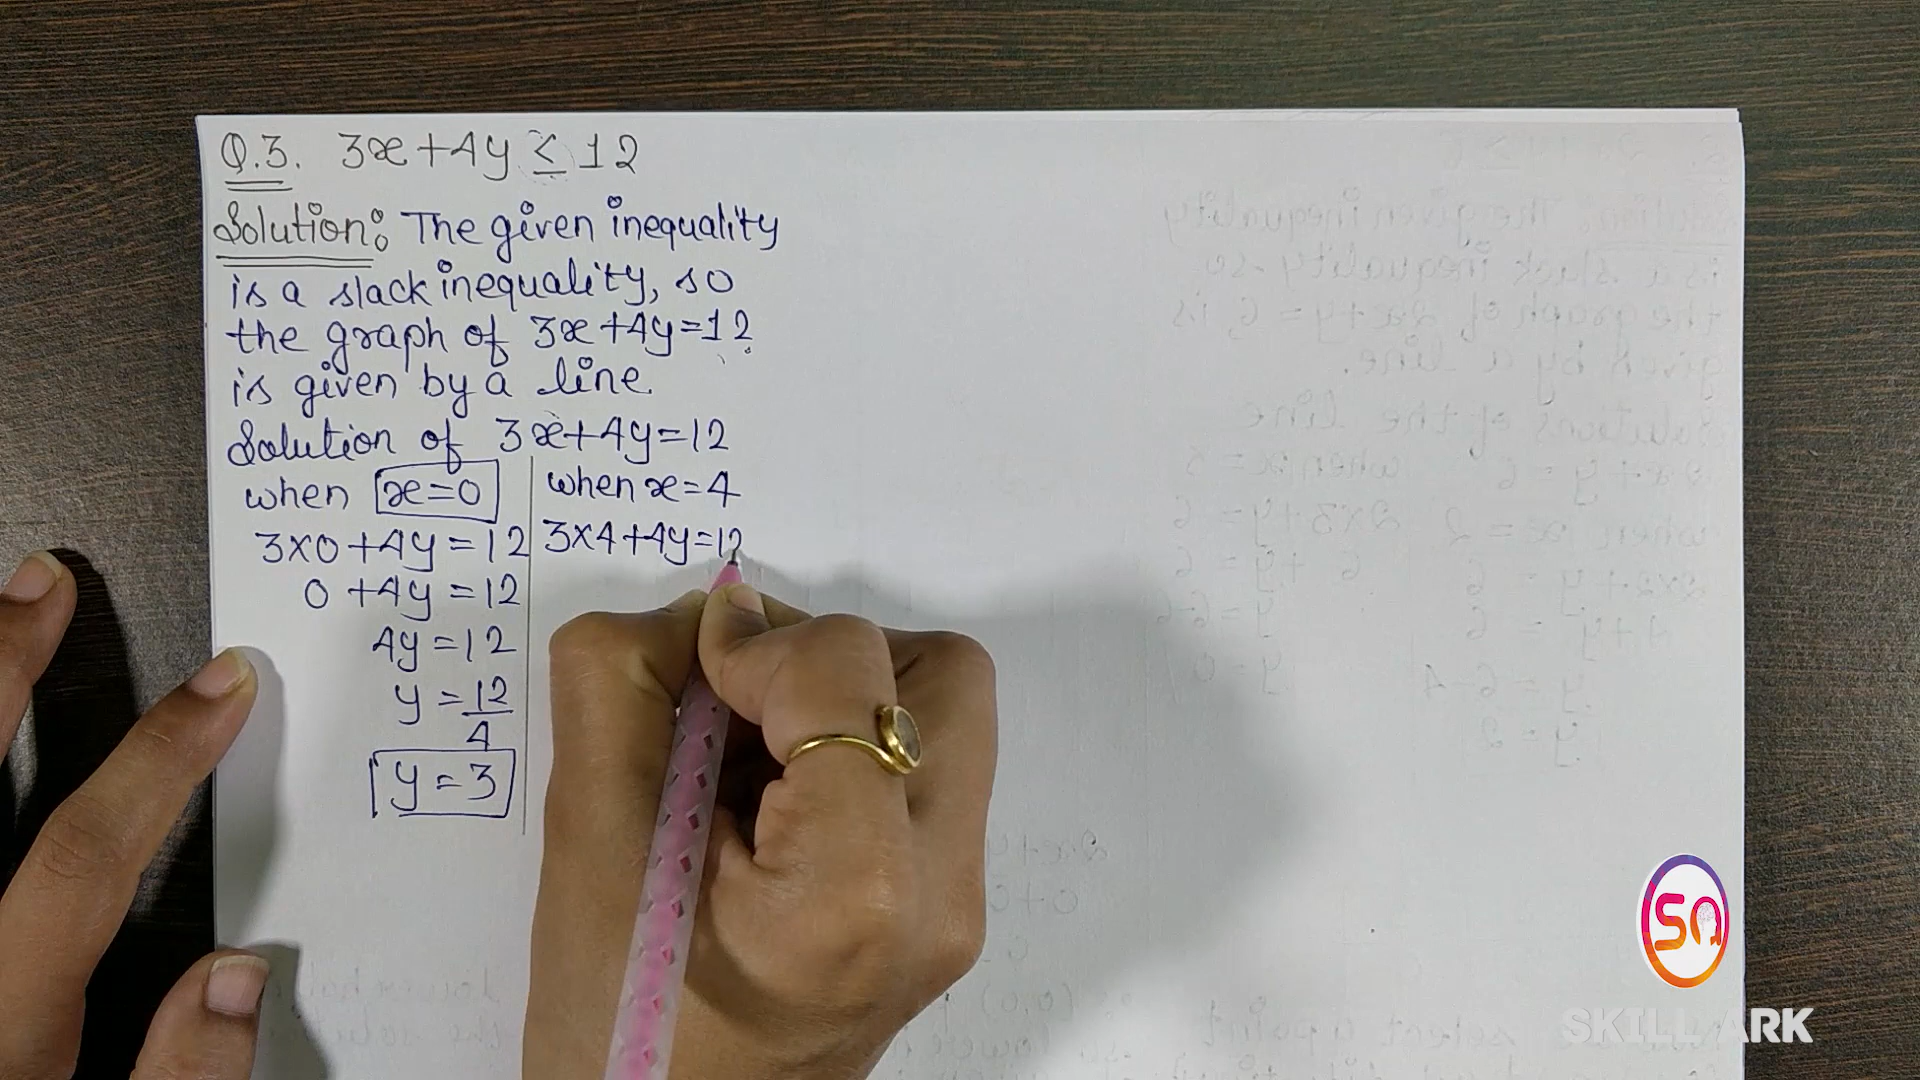 Q.3. 3x+4y ≤ 12
Solution: The given inequality
is a slack inequality, so
the graph of 3x+4y=12
is given by a line.
Solution of 3x+4y=12
when x=0
3×0+4y=12
0+4y=12
4y=12
y=12/4
y=3
when x=4
3×4+4y=12
SKILL ARK